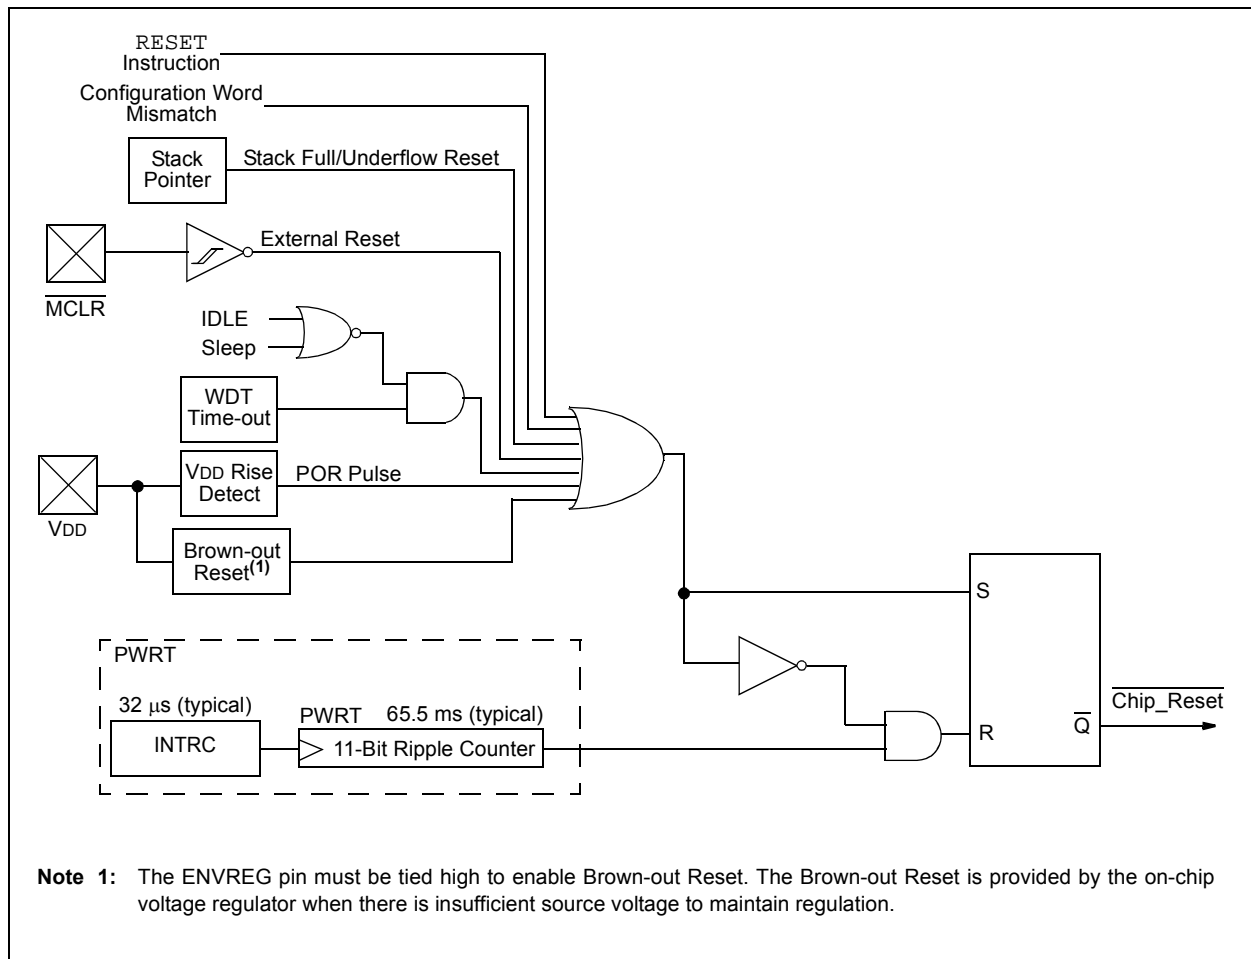 RESET
Instruction
Configuration Word
Mismatch
Stack
Pointer
Stack Full/Underflow Reset
External Reset
MCLR
IDLE
Sleep
WDT
Time-out
VDD Rise
Detect
POR Pulse
VDD
Brown-out
Reset(1)
S
PWRT
32 μs (typical)
PWRT
65.5 ms (typical)
INTRC
11-Bit Ripple Counter
R
Q
Chip_Reset
Note 1: The ENVREG pin must be tied high to enable Brown-out Reset. The Brown-out Reset is provided by the on-chip
voltage regulator when there is insufficient source voltage to maintain regulation.